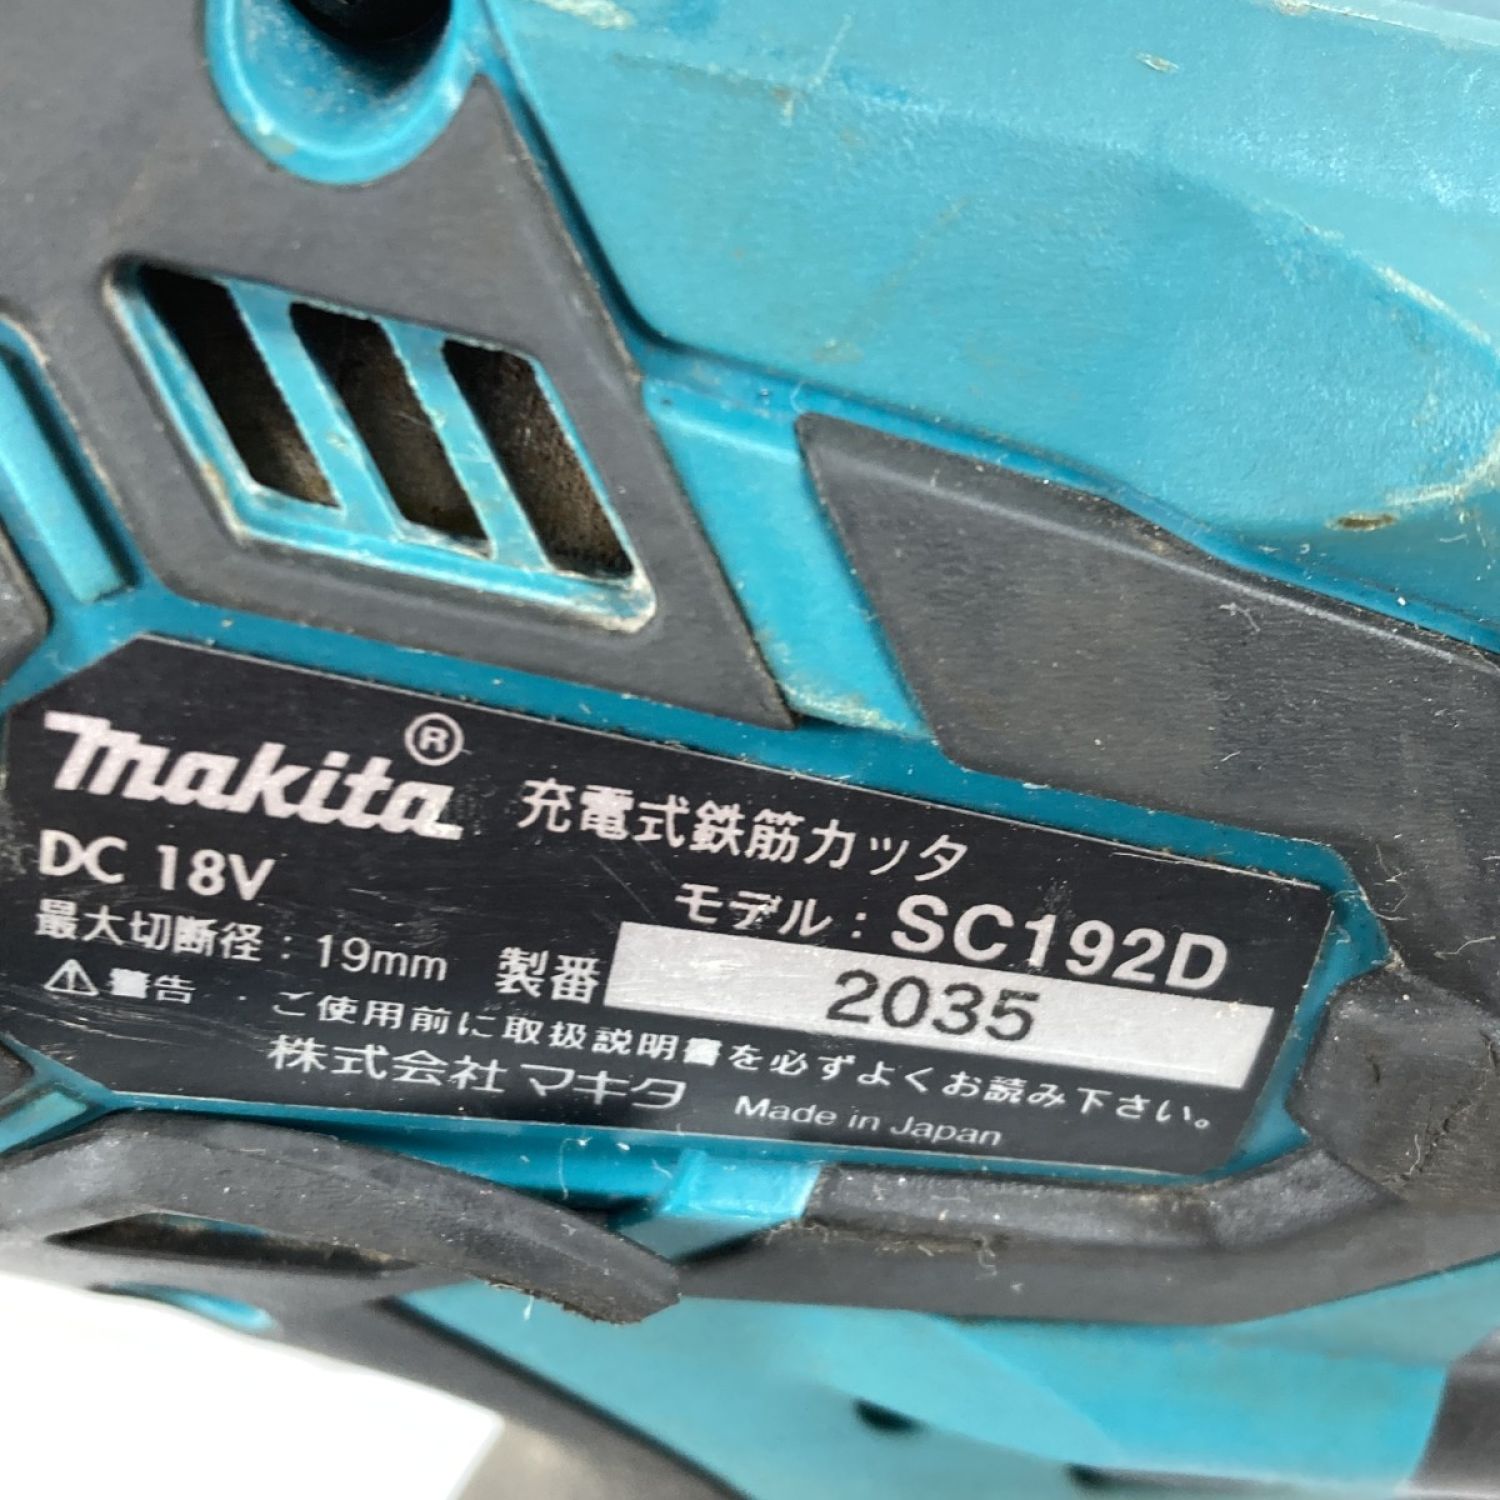 makita® 充電式鉄筋カッタ
DC 18V モデル：SC192D
最大切断径：19mm 製番 2035
⚠警告・ご使用前に取扱説明書を必ずよくお読み下さい。
株式会社マキタ Made in Japan